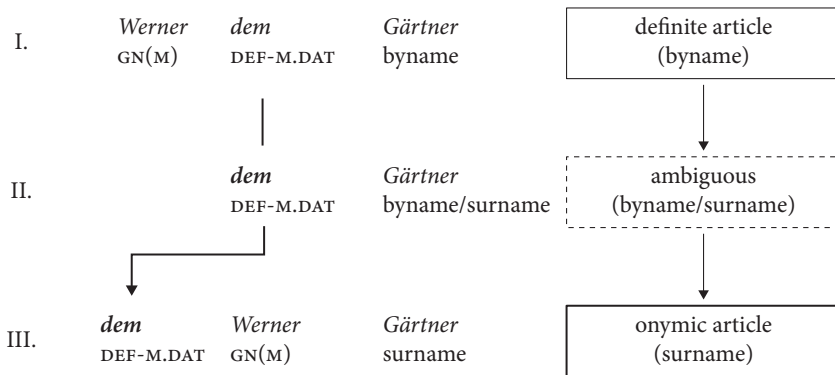 I. Werner dem Gärtner definite article
GN(M) DEF-M.DAT byname (byname)
II. dem Gärtner ambiguous
DEF-M.DAT byname/surname (byname/surname)
III. dem Werner Gärtner onymic article
DEF-M.DAT GN(M) surname (surname)